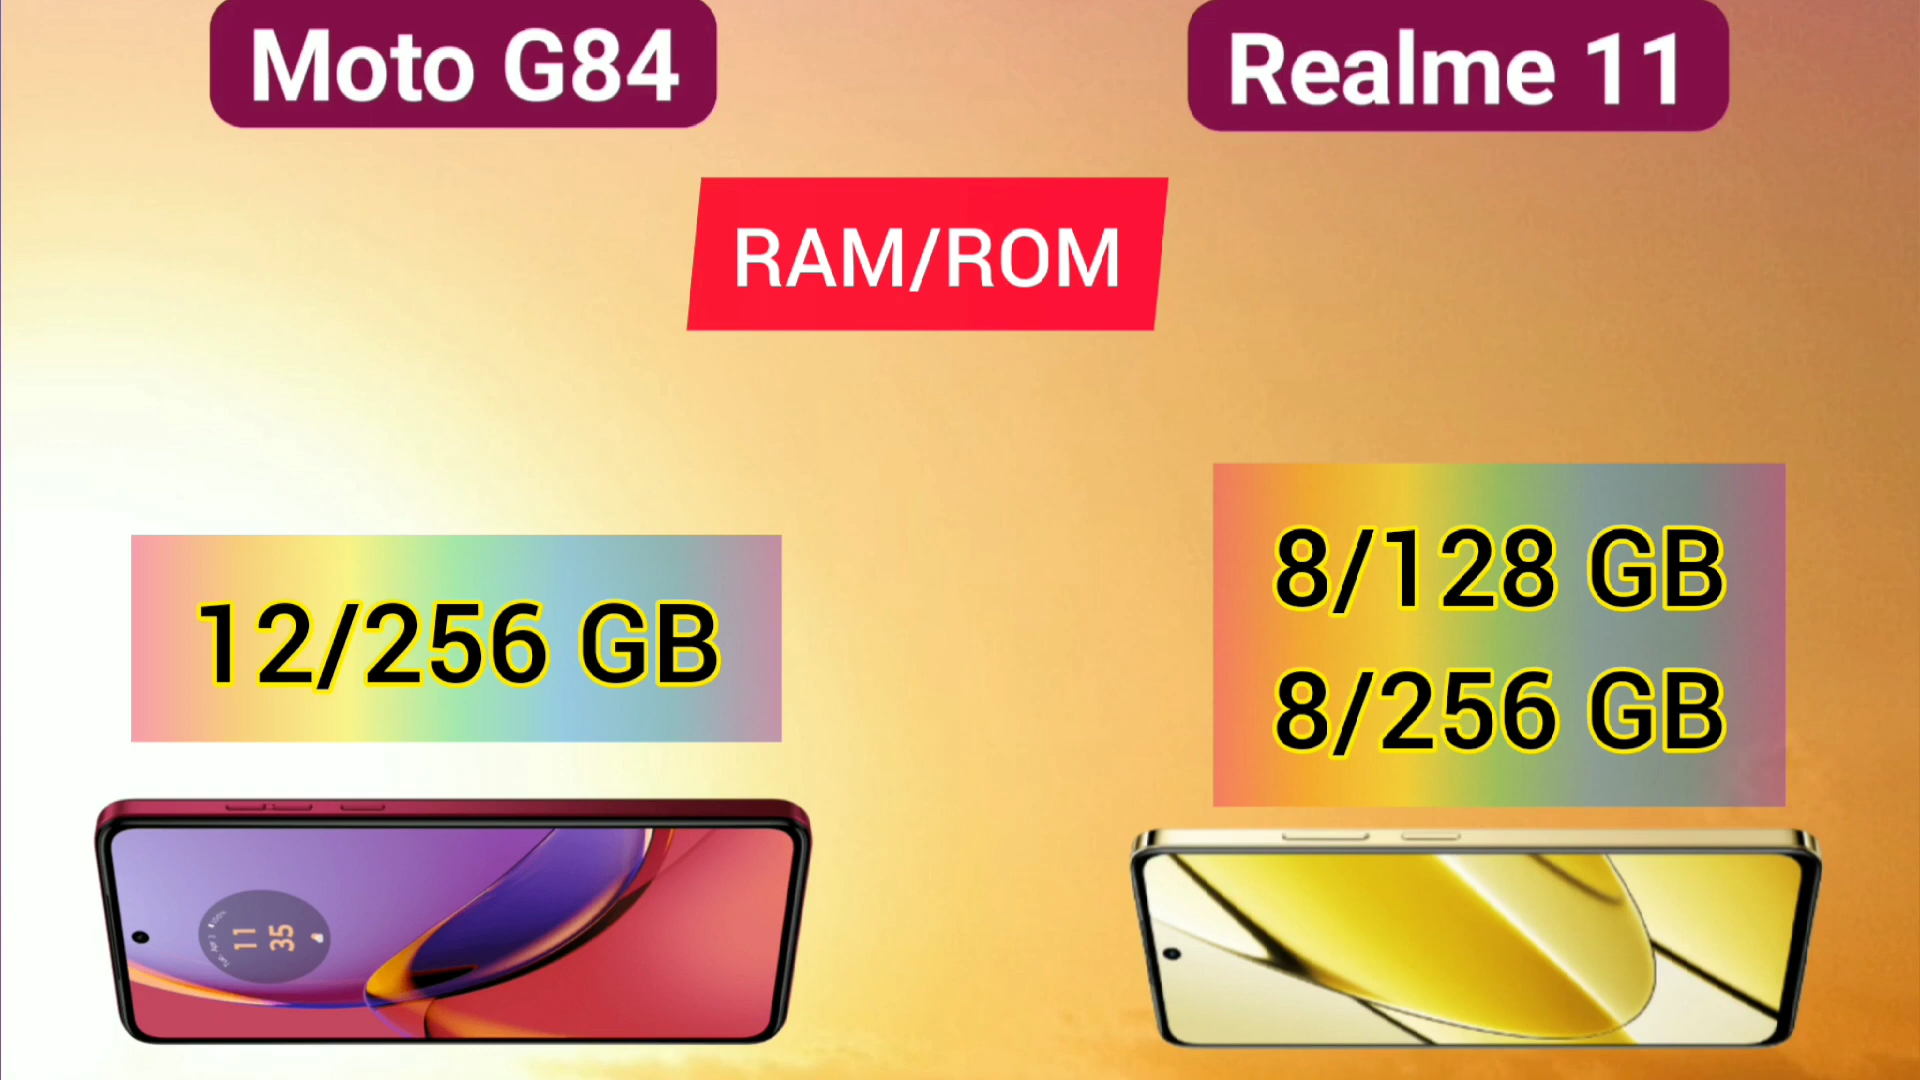 Moto G84
Realme 11
RAM/ROM
12/256 GB
8/128 GB
8/256 GB
11
35